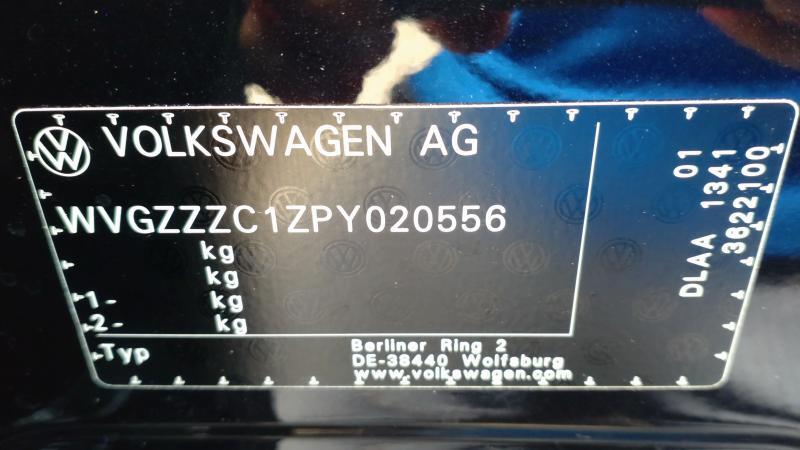 VOLKSWAGEN AG
WVGZZZC1ZPY020556
kg
kg
1- kg
2- kg
Typ
Berliner Ring 2
DE-38440 Wolfsburg
www.volkswagen.com
01
DLAA 1341
3622100